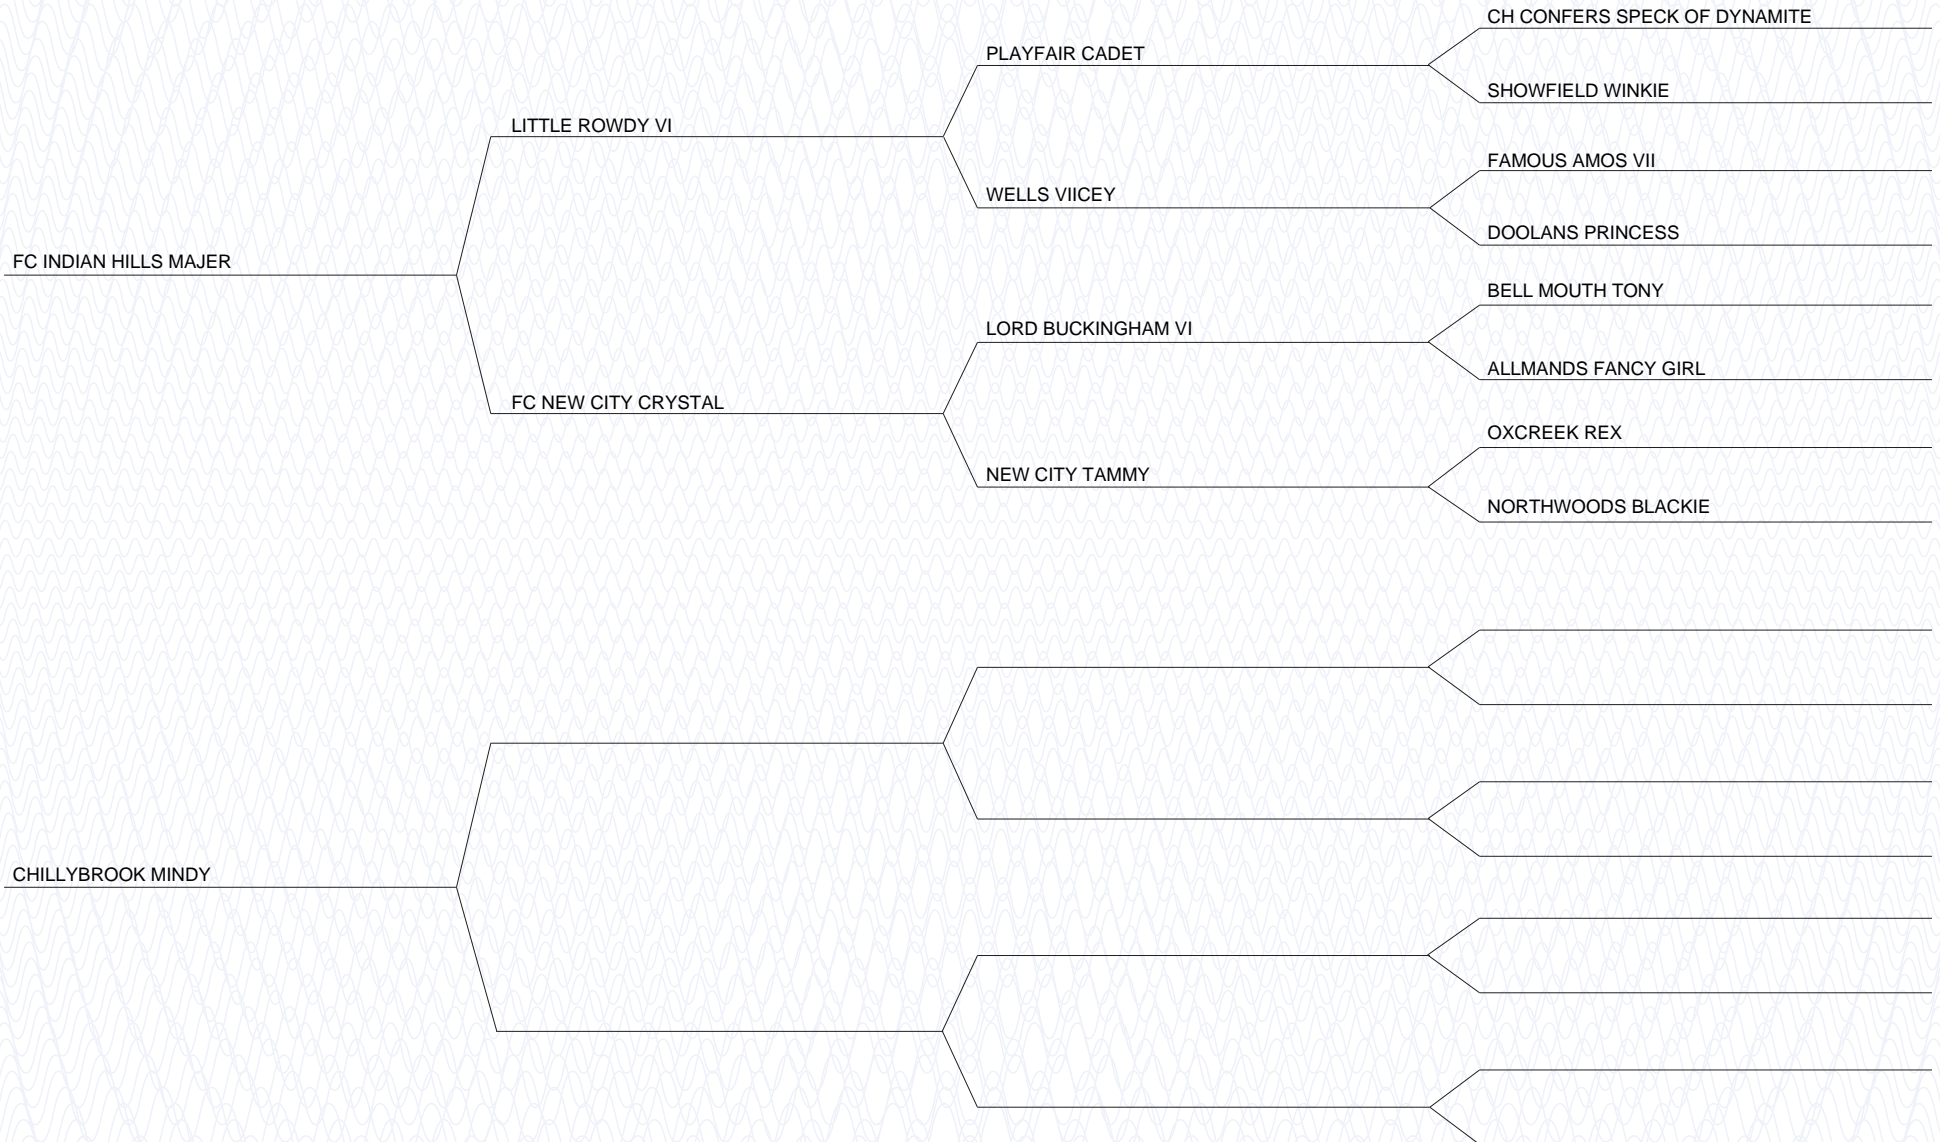 CH CONFERS SPECK OF DYNAMITE
PLAYFAIR CADET
SHOWFIELD WINKIE
LITTLE ROWDY VI
FAMOUS AMOS VII
WELLS VIICEY
DOOLANS PRINCESS
FC INDIAN HILLS MAJER
BELL MOUTH TONY
LORD BUCKINGHAM VI
ALLMANDS FANCY GIRL
FC NEW CITY CRYSTAL
OXCREEK REX
NEW CITY TAMMY
NORTHWOODS BLACKIE
CHILLYBROOK MINDY